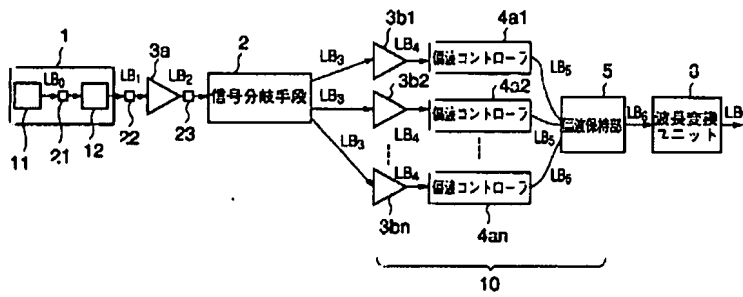 1
3a
2
3b1
4a1
LB₀
LB₁
LB₂
LB₃
LB₄
偏波コントローラ
LB₅
5
8
信号分岐手段
LB₃
3b2
4a2
偏波コントローラ
LB₅
偏波保持部
LB₆
波長変換
ユニット
LB
11
21
12
22
23
LB₃
LB₄
LB₄
偏波コントローラ
LB₅
3bn
4an
10